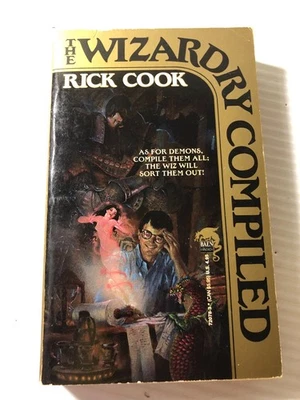 THE
WIZARDRY
COMPILED
RICK COOK
AS FOR DEMONS,
COMPILE THEM ALL;
THE WIZ WILL
SORT THEM OUT!
BAEN